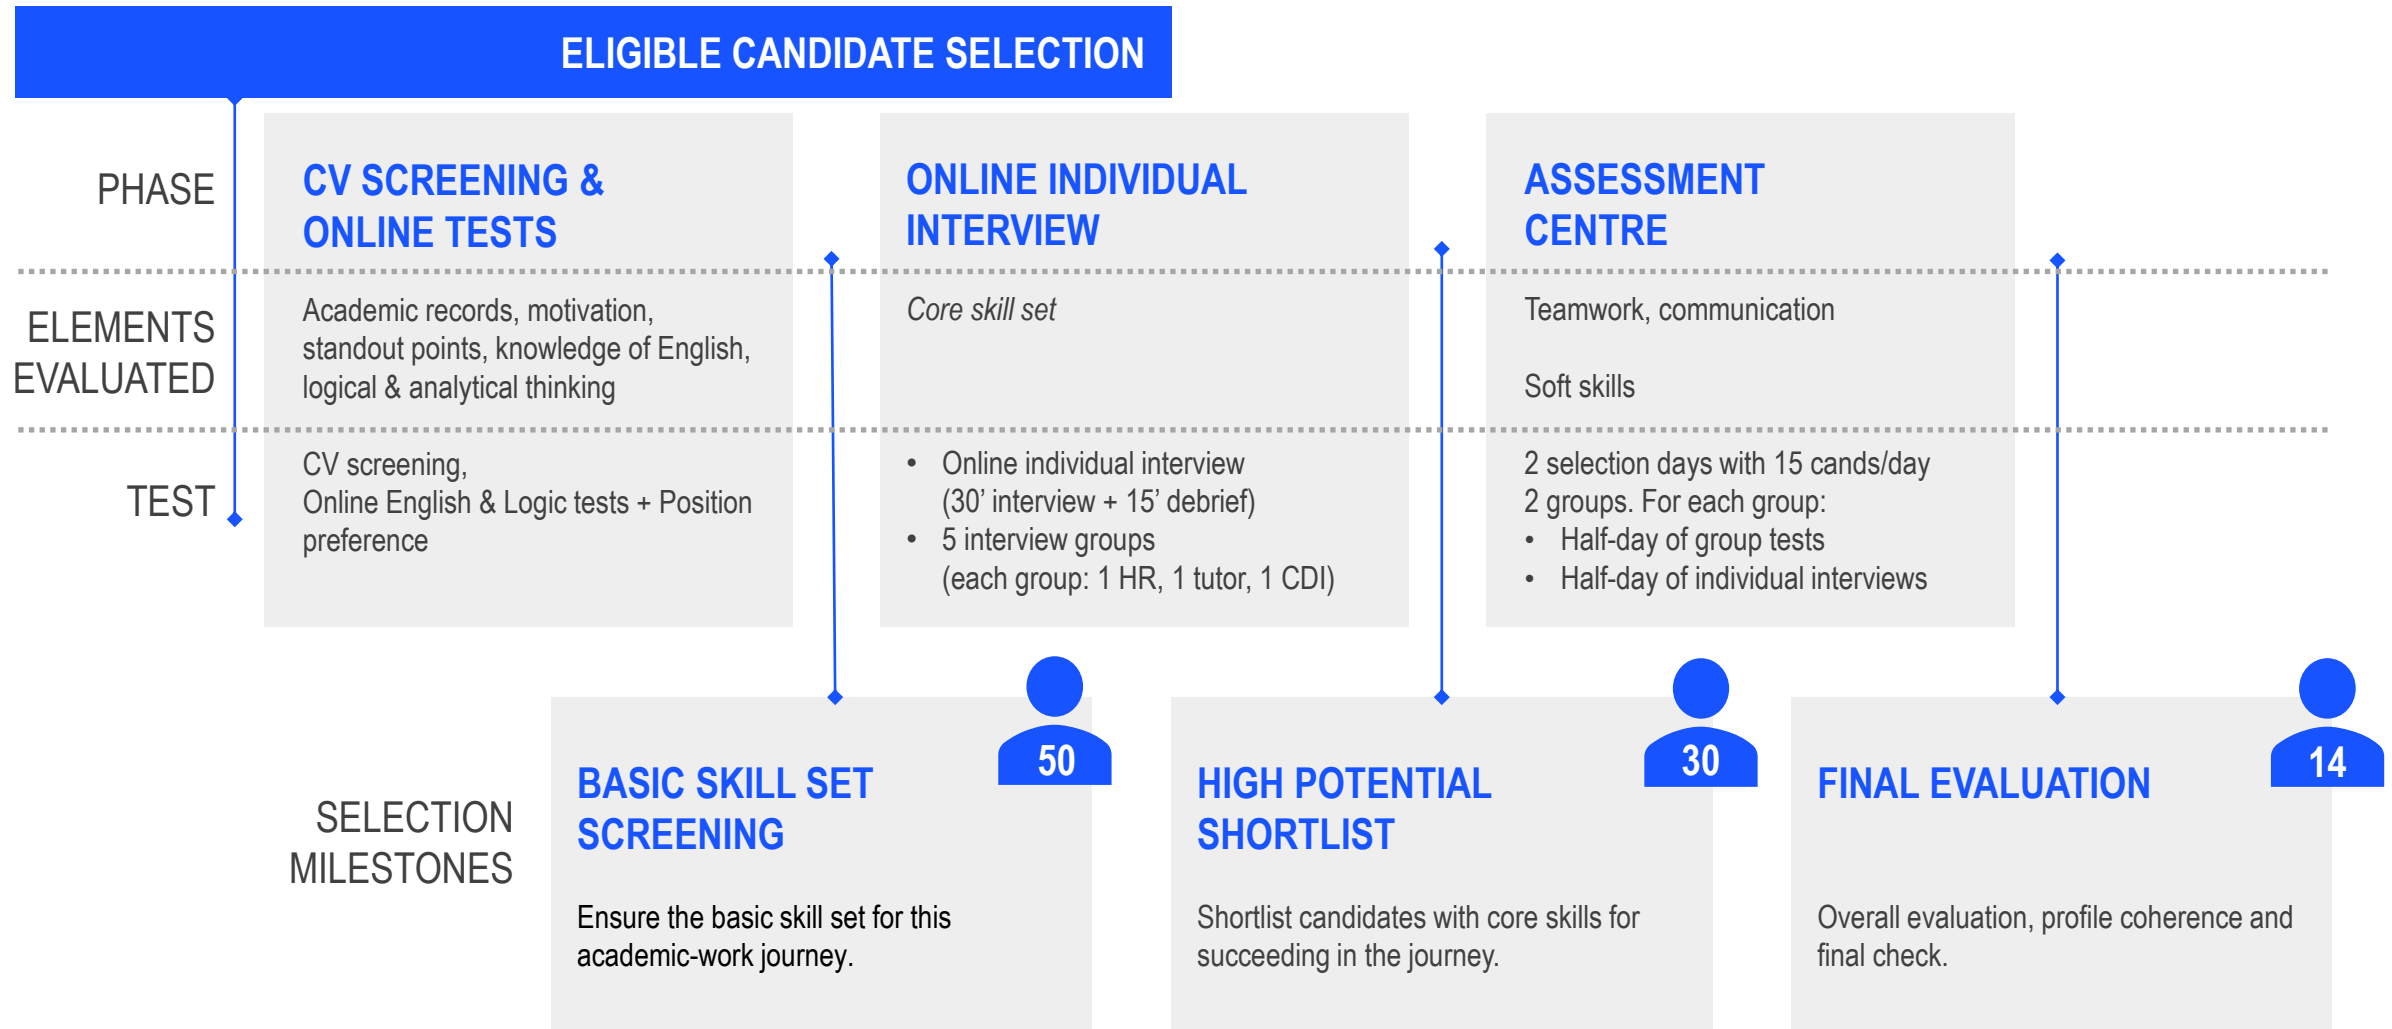 ELIGIBLE CANDIDATE SELECTION
PHASE
CV SCREENING &
ONLINE TESTS
ONLINE INDIVIDUAL
INTERVIEW
ASSESSMENT
CENTRE
ELEMENTS
EVALUATED
Academic records, motivation,
standout points, knowledge of English,
logical & analytical thinking
Core skill set
Teamwork, communication
Soft skills
TEST
CV screening,
Online English & Logic tests + Position
preference
• Online individual interview
(30’ interview + 15’ debrief)
• 5 interview groups
(each group: 1 HR, 1 tutor, 1 CDI)
2 selection days with 15 cands/day
2 groups. For each group:
• Half-day of group tests
• Half-day of individual interviews
SELECTION
MILESTONES
50
BASIC SKILL SET
SCREENING
Ensure the basic skill set for this
academic-work journey.
30
HIGH POTENTIAL
SHORTLIST
Shortlist candidates with core skills for
succeeding in the journey.
14
FINAL EVALUATION
Overall evaluation, profile coherence and
final check.